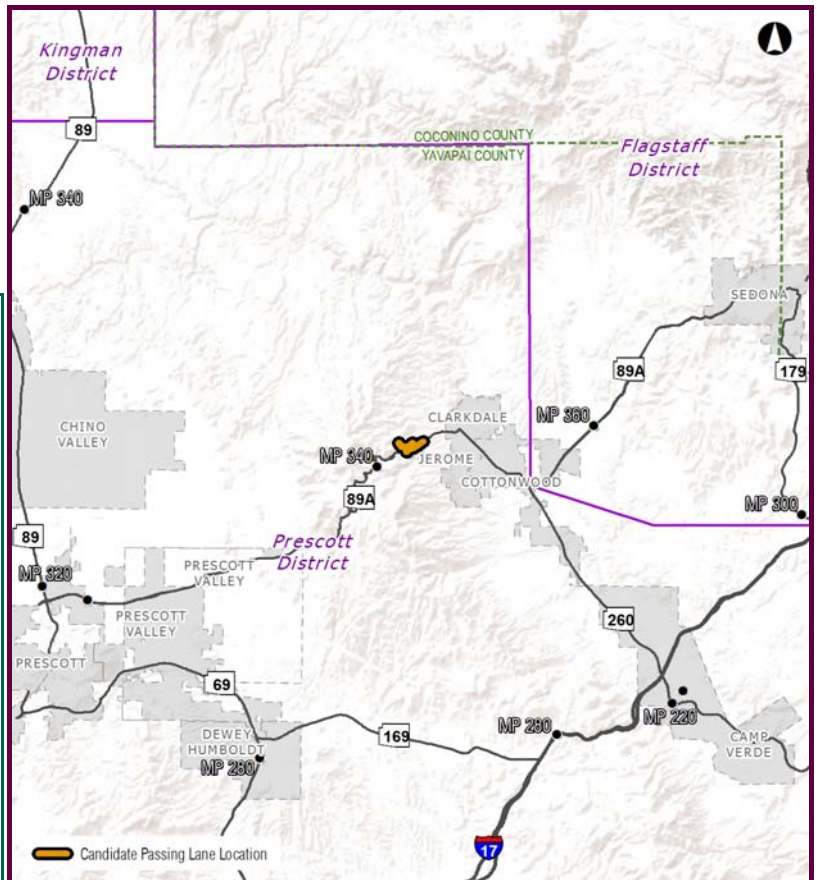 Kingman
District
89
COCONINO COUNTY
YAVAPAI COUNTY
Flagstaff
District
MP 340
SEDONA
89A
179
CHINO
VALLEY
CLARKDALE
MP 360
MP 340
JEROME
COTTONWOOD
89A
MP 300
89
Prescott
District
MP 320
PRESCOTT
VALLEY
PRESCOTT
VALLEY
260
PRESCOTT
69
MP 220
DEWEY
HUMBOLDT
169
MP 280
CAMP
VERDE
MP 280
17
Candidate Passing Lane Location